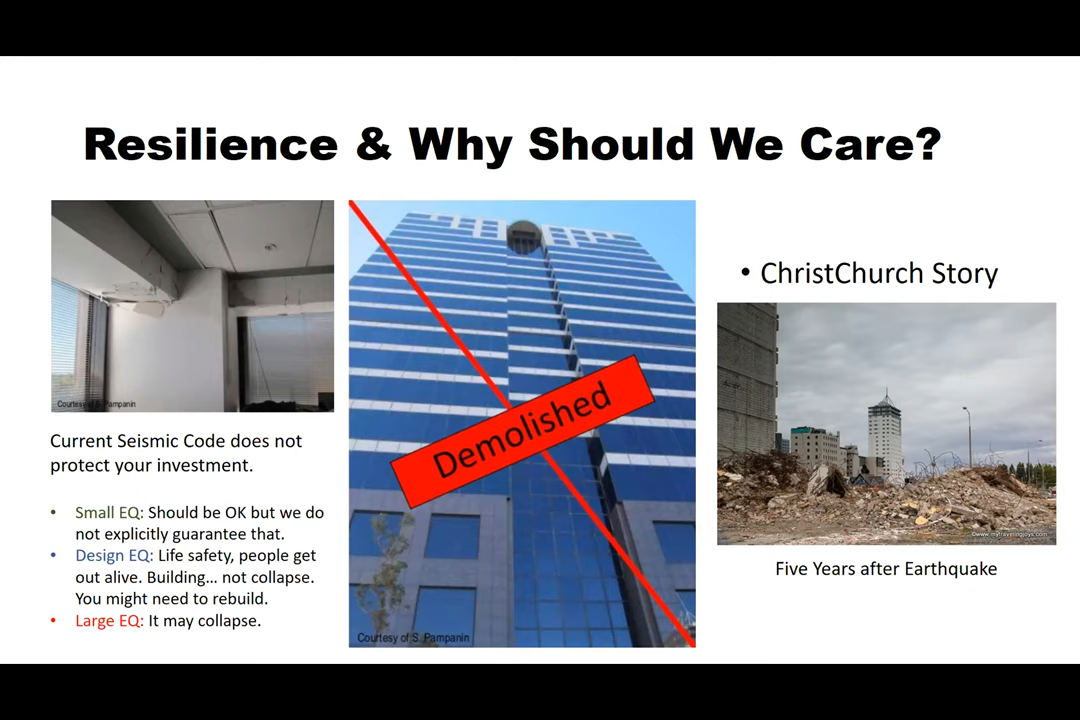 Resilience & Why Should We Care?
Courtesy of S. Pampanin
Current Seismic Code does not
protect your investment.
• Small EQ: Should be OK but we do
not explicitly guarantee that.
• Design EQ: Life safety, people get
out alive. Building... not collapse.
You might need to rebuild.
• Large EQ: It may collapse.
Demolished
Courtesy of S. Pampanin
• ChristChurch Story
©www.mytravelingjoys.com
Five Years after Earthquake